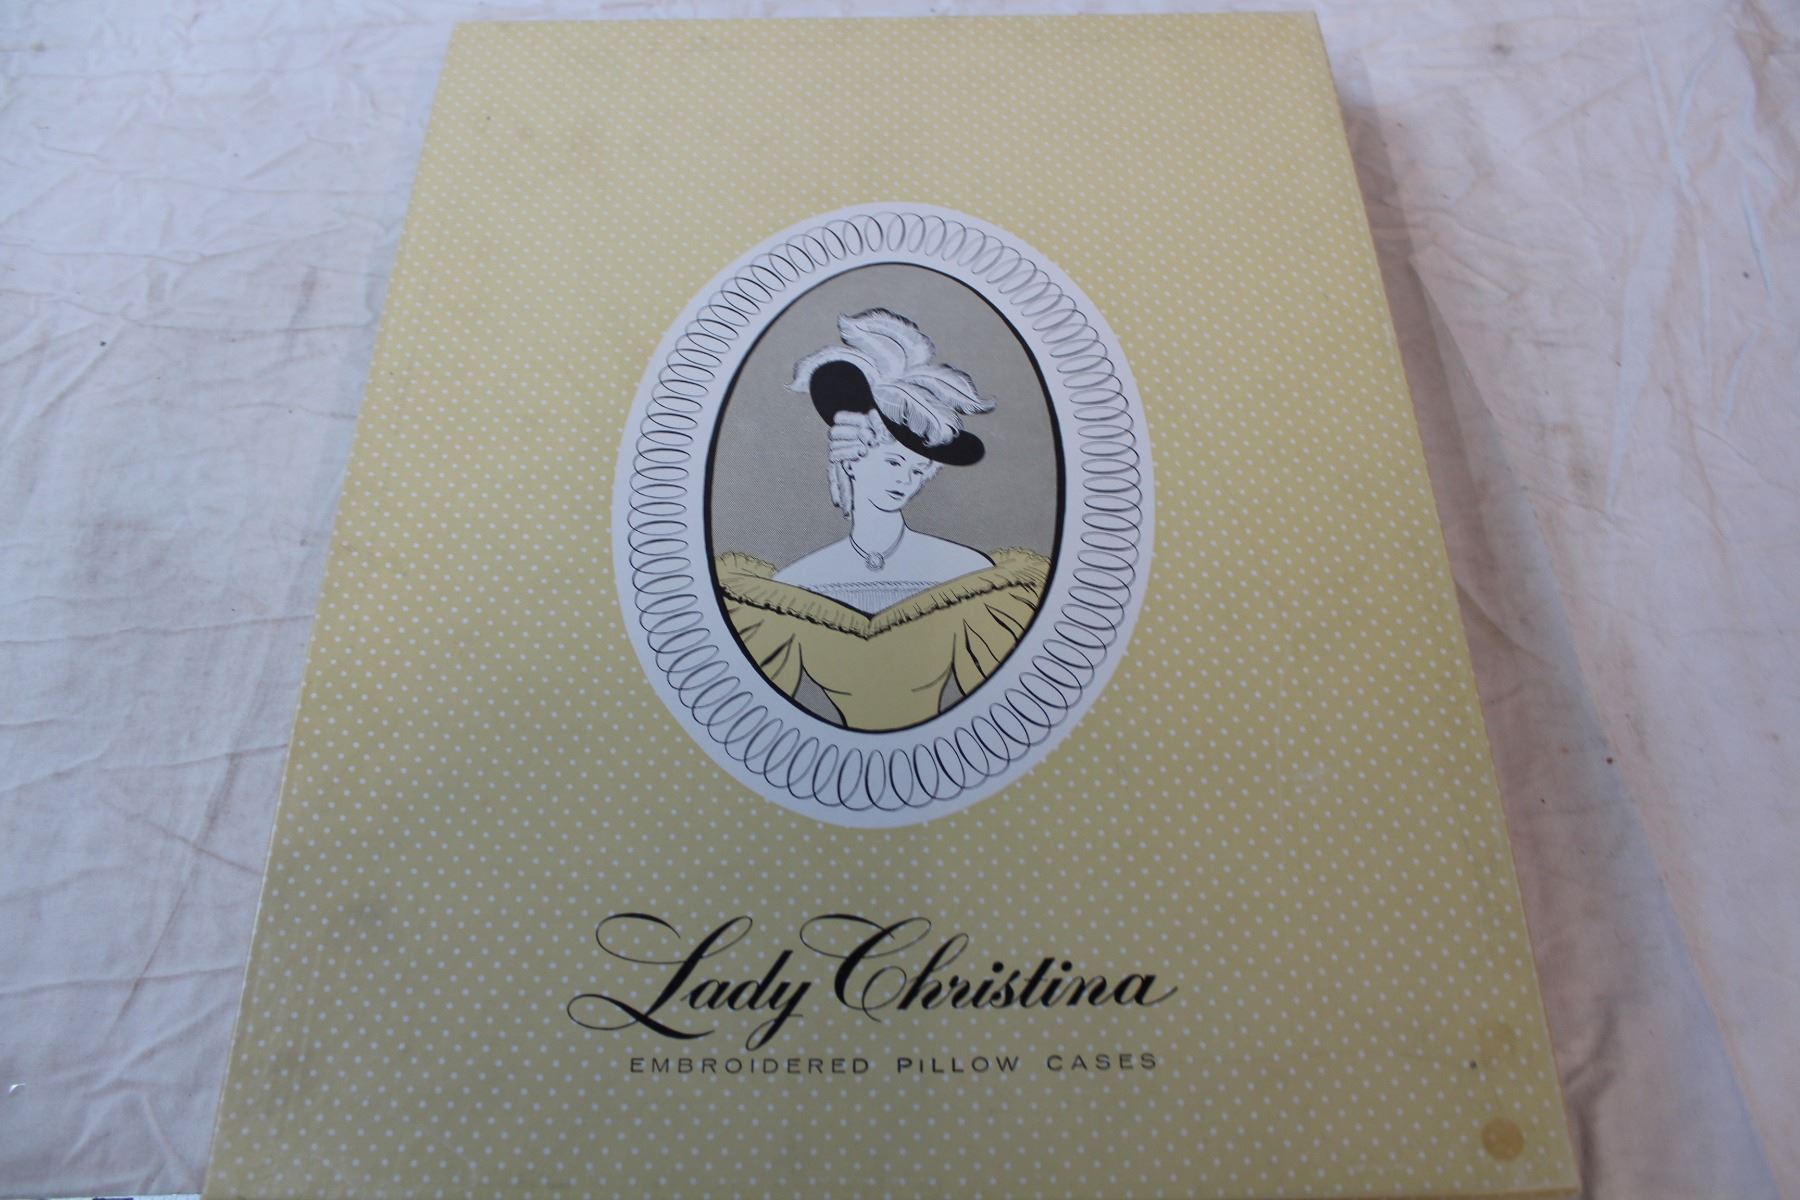 Lady Christina
EMBROIDERED PILLOW CASES